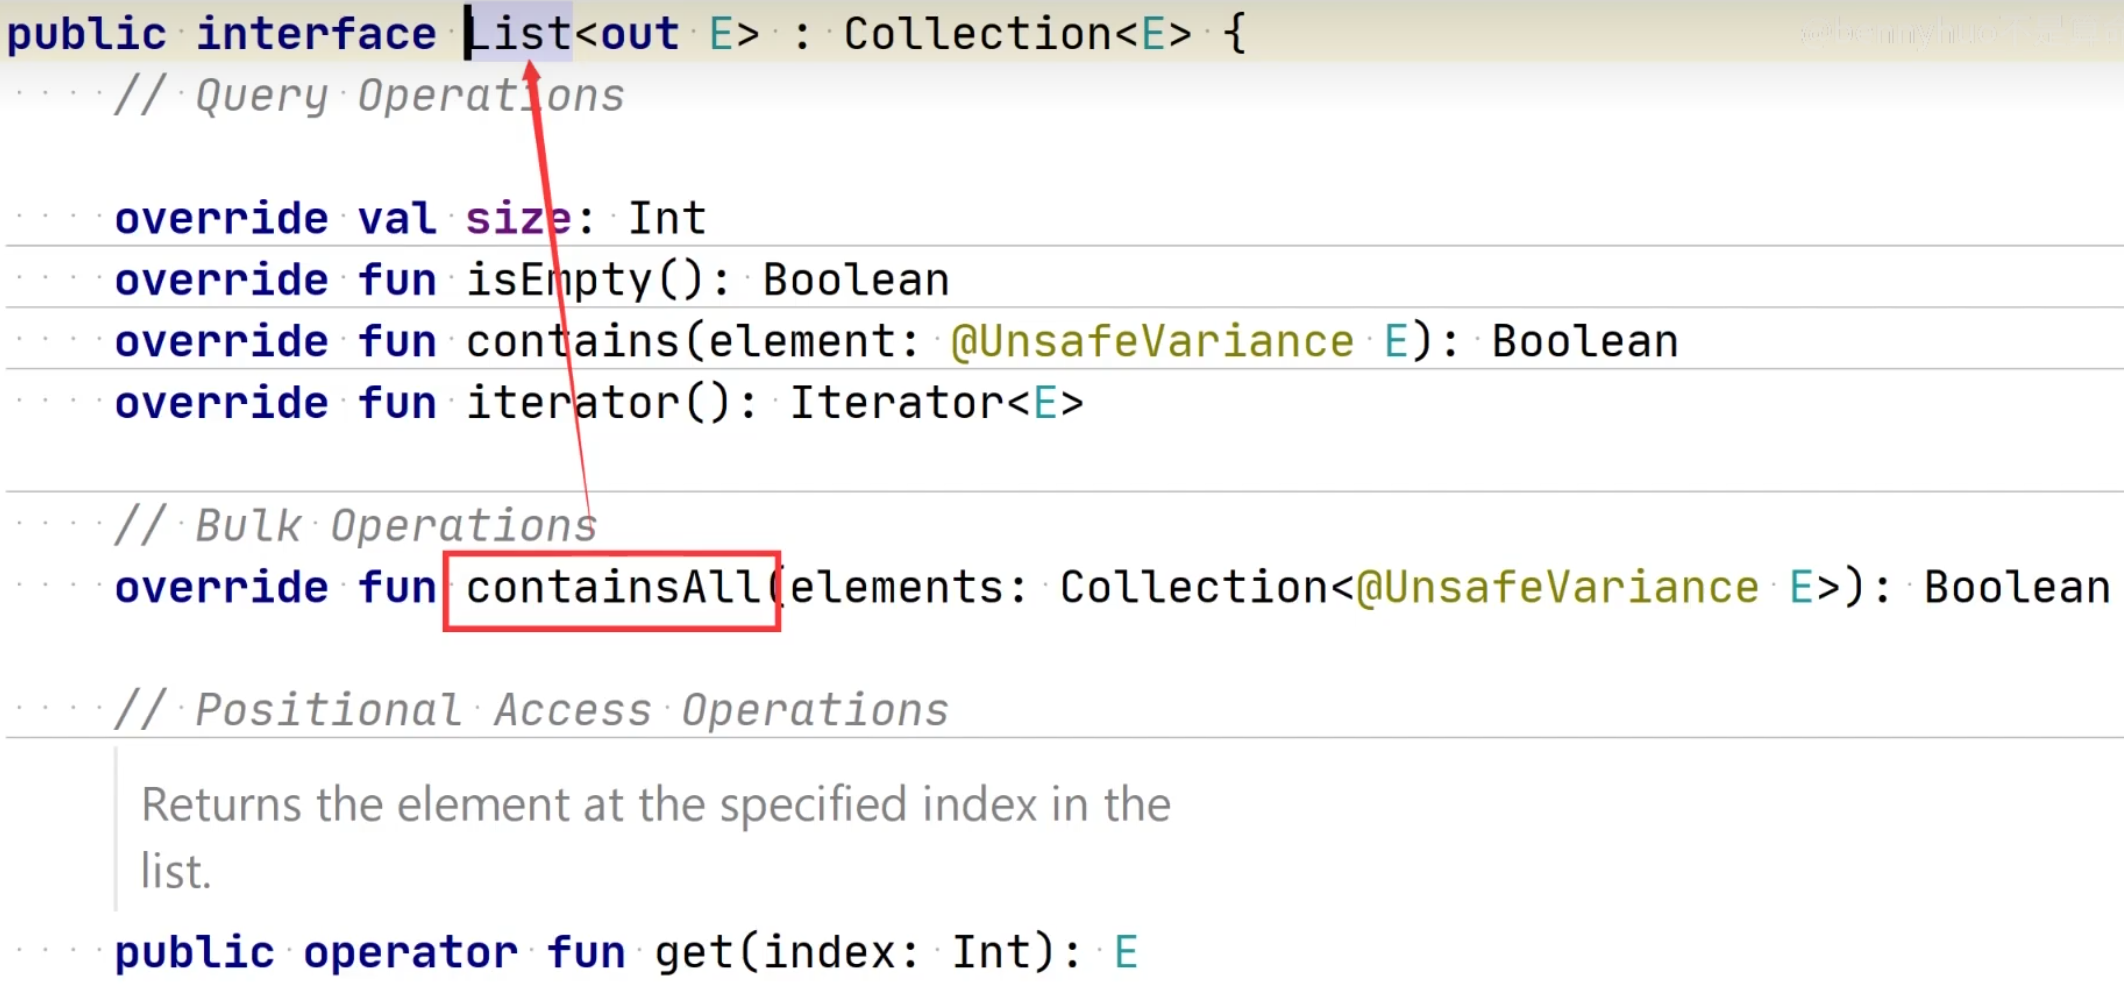 public interface List<out E> : Collection<E> {
// Query Operations
override val size: Int
override fun isEmpty(): Boolean
override fun contains(element: @UnsafeVariance E): Boolean
override fun iterator(): Iterator<E>
// Bulk Operations
override fun containsAll(elements: Collection<@UnsafeVariance E>): Boolean
// Positional Access Operations
Returns the element at the specified index in the
list.
public operator fun get(index: Int): E